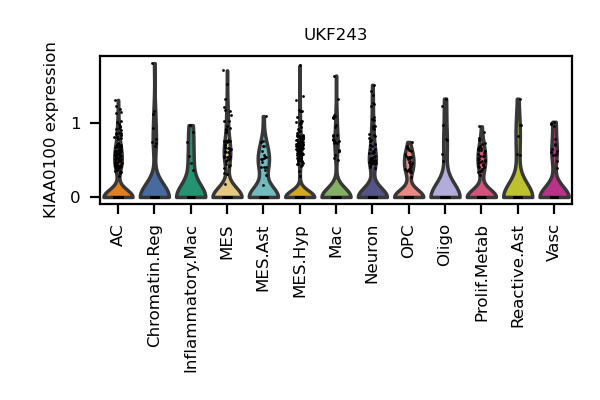 UKF243
KIAA0100 expression
1
0
AC
Chromatin.Reg
Inflammatory.Mac
MES
MES.Ast
MES.Hyp
Mac
Neuron
OPC
Oligo
Prolif.Metab
Reactive.Ast
Vasc